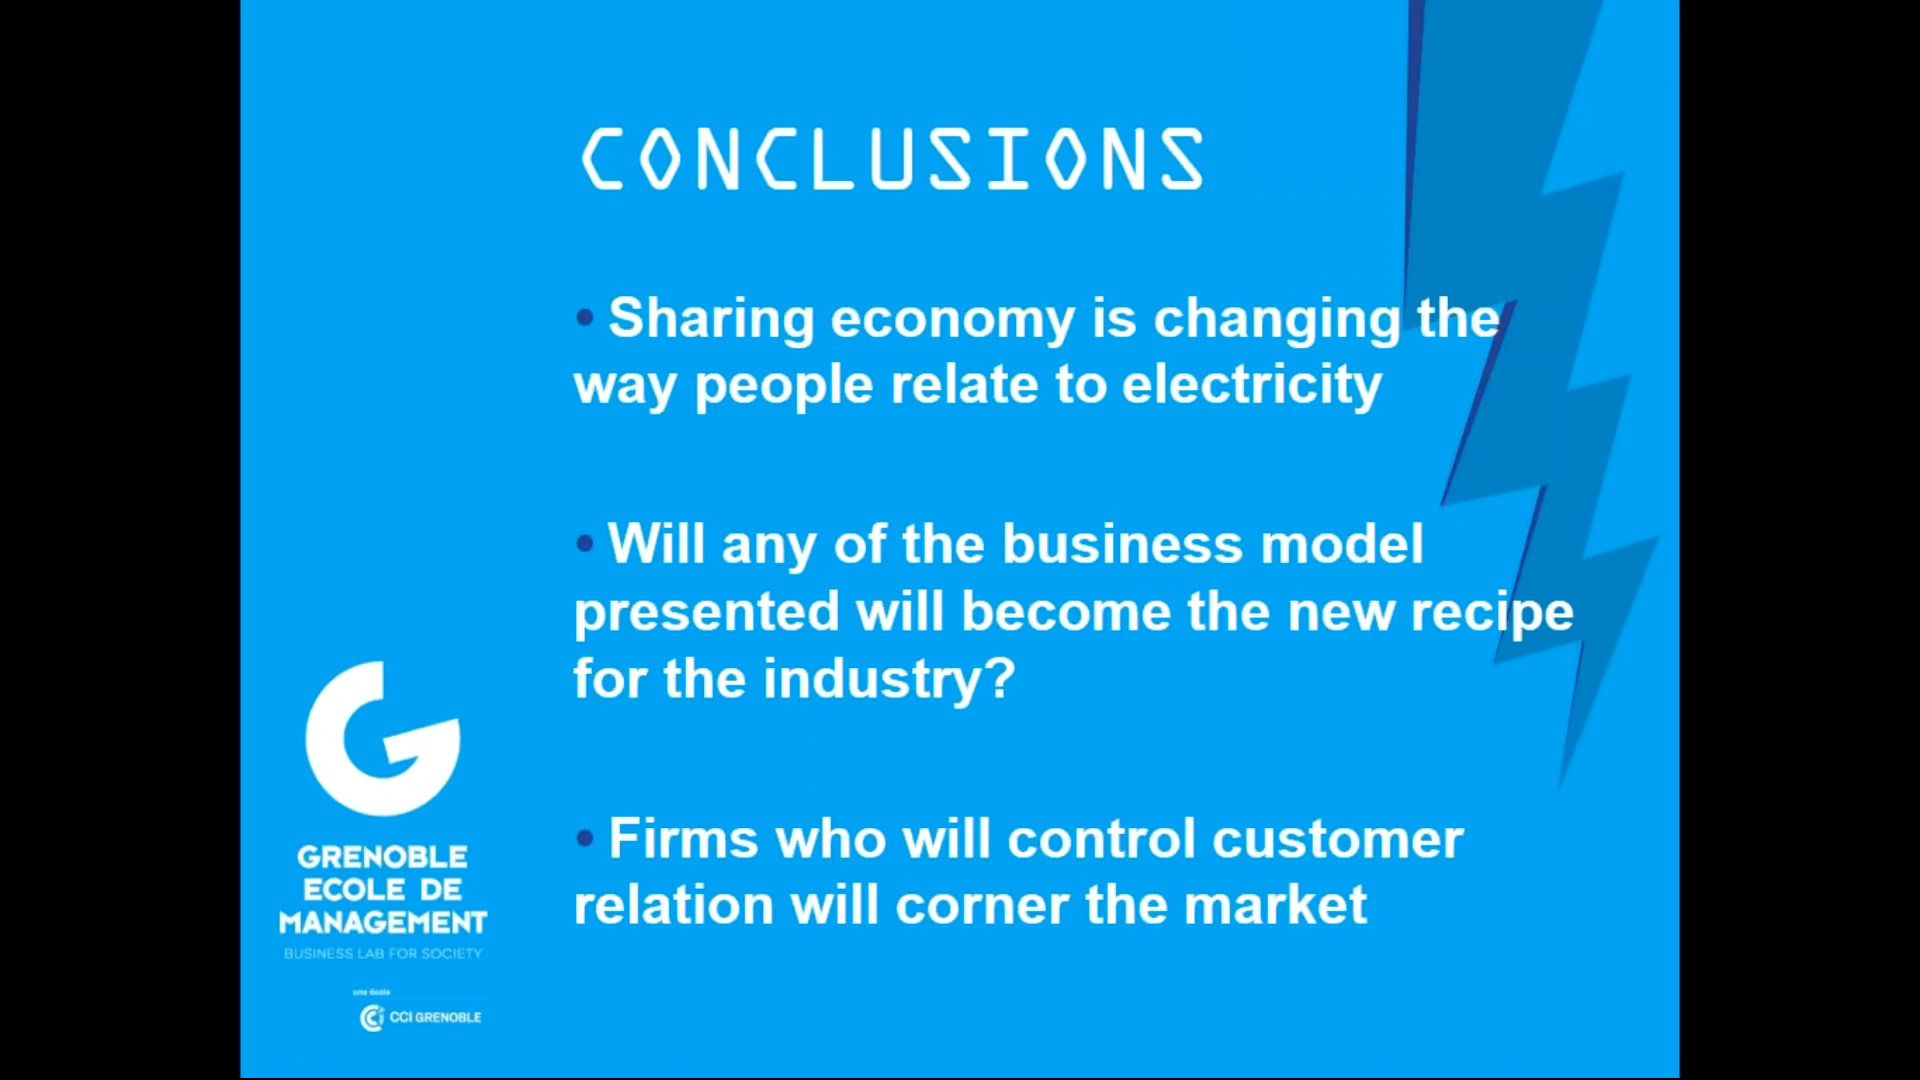 CONCLUSIONS
• Sharing economy is changing the
way people relate to electricity
• Will any of the business model
presented will become the new recipe
for the industry?
• Firms who will control customer
relation will corner the market
GRENOBLE
ECOLE DE
MANAGEMENT
BUSINESS LAB FOR SOCIETY
une école
CCI GRENOBLE